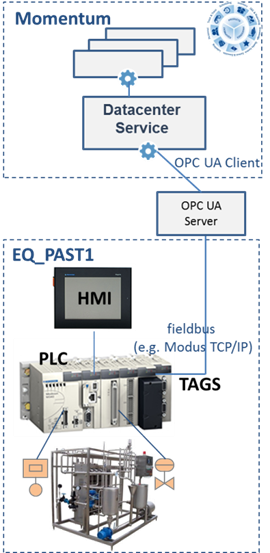 Momentum
Datacenter
Service
OPC UA Client
OPC UA
Server
EQ_PAST1
HMI
fieldbus
(e.g. Modus TCP/IP)
PLC
TAGS